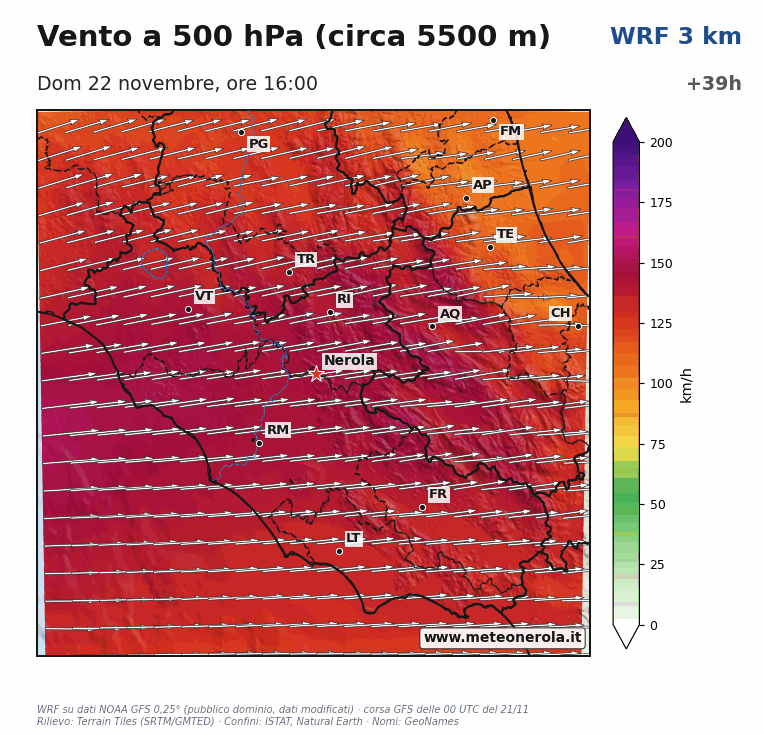 Vento a 500 hPa (circa 5500 m)
WRF 3 km
Dom 22 novembre, ore 16:00
+39h
FM
PG
AP
TE
TR
VT
RI
AQ
CH
Nerola
RM
FR
LT
www.meteonerola.it
200
175
150
125
100
75
50
25
0
km/h
WRF su dati NOAA GFS 0,25° (pubblico dominio, dati modificati) · corsa GFS delle 00 UTC del 21/11
Rilievo: Terrain Tiles (SRTM/GMTED) · Confini: ISTAT, Natural Earth · Nomi: GeoNames